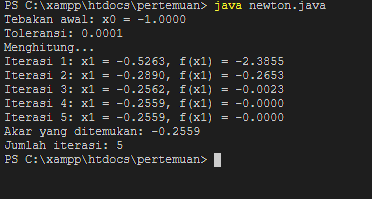 PS C:\xampp\htdocs\pertemuan> java newton.java
Tebakan awal: x0 = -1.0000
Toleransi: 0.0001
Menghitung...
Iterasi 1: x1 = -0.5263, f(x1) = -2.3855
Iterasi 2: x1 = -0.2890, f(x1) = -0.2653
Iterasi 3: x1 = -0.2562, f(x1) = -0.0023
Iterasi 4: x1 = -0.2559, f(x1) = -0.0000
Iterasi 5: x1 = -0.2559, f(x1) = -0.0000
Akar yang ditemukan: -0.2559
Jumlah iterasi: 5
PS C:\xampp\htdocs\pertemuan>